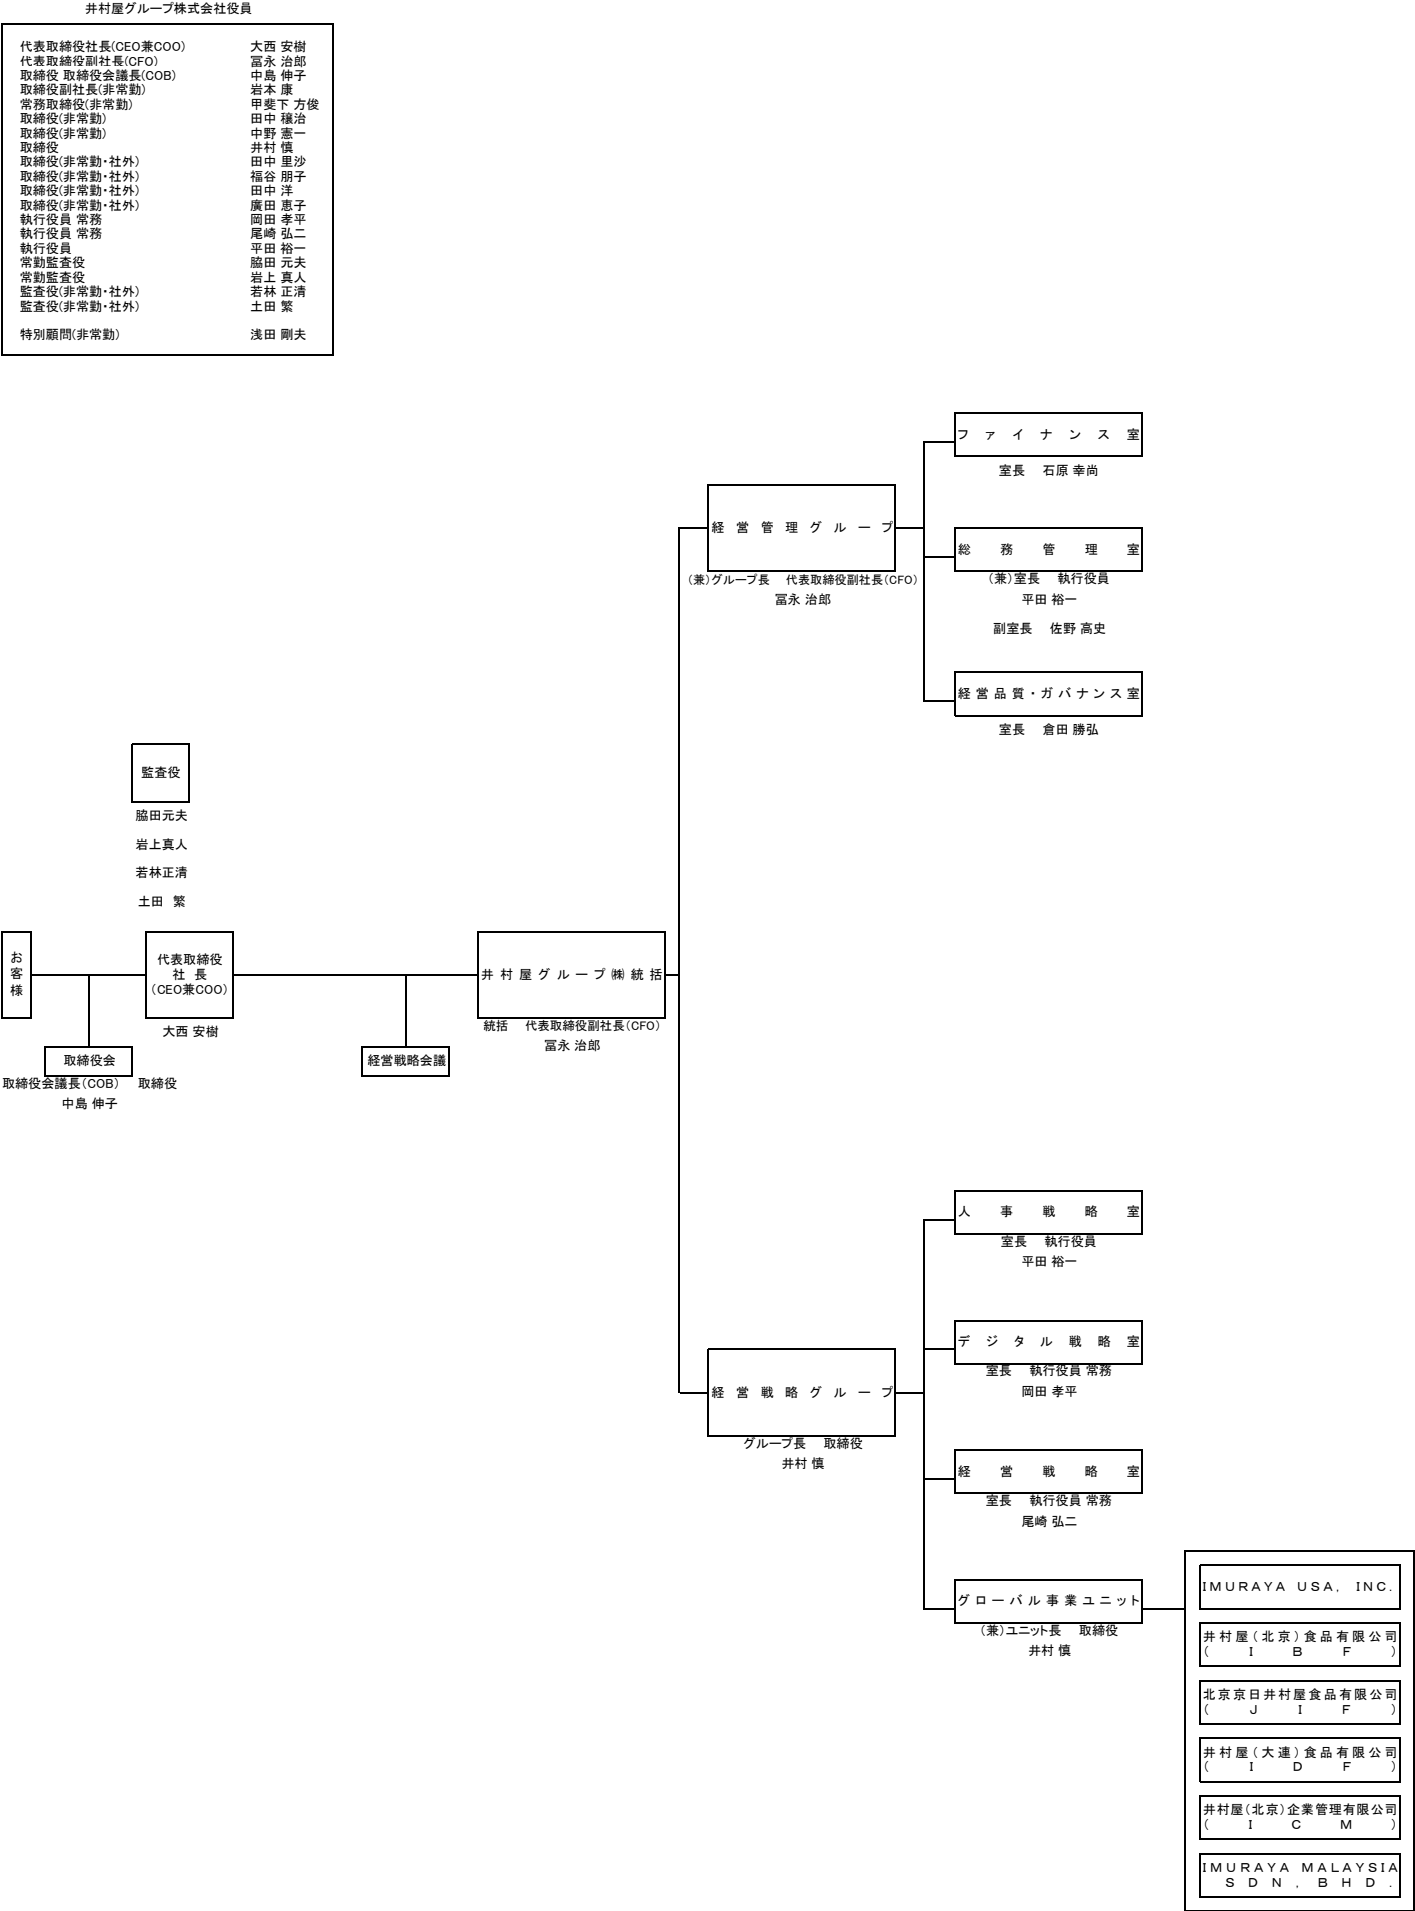 井村屋グループ株式会社役員
代表取締役社長(CEO兼COO) 大西 安樹
代表取締役副社長(CFO) 冨永 治郎
取締役 取締役会議長(COB) 中島 伸子
取締役副社長(非常勤) 岩本 康
常務取締役(非常勤) 甲斐下 方俊
取締役(非常勤) 田中 穣治
取締役(非常勤) 中野 憲一
取締役 井村 慎
取締役(非常勤・社外) 田中 里沙
取締役(非常勤・社外) 福谷 朋子
取締役(非常勤・社外) 田中 洋
取締役(非常勤・社外) 廣田 恵子
執行役員 常務 岡田 孝平
執行役員 常務 尾崎 弘二
執行役員 平田 裕一
常勤監査役 脇田 元夫
常勤監査役 岩上 真人
監査役(非常勤・社外) 若林 正清
監査役(非常勤・社外) 土田 繁
特別顧問(非常勤) 浅田 剛夫
ファイナンス室
室長 石原 幸尚
経営管理グループ
(兼)グループ長 代表取締役副社長(CFO)
冨永 治郎
総務管理室
(兼)室長 執行役員
平田 裕一
副室長 佐野 高史
経営品質・ガバナンス室
室長 倉田 勝弘
監査役
脇田元夫
岩上真人
若林正清
土田 繁
お客様
代表取締役
社 長
(CEO兼COO)
大西 安樹
取締役会
取締役会議長(COB) 取締役
中島 伸子
経営戦略会議
井村屋グループ㈱統括
統括 代表取締役副社長(CFO)
冨永 治郎
人事戦略室
室長 執行役員
平田 裕一
デジタル戦略室
室長 執行役員 常務
岡田 孝平
経営戦略グループ
グループ長 取締役
井村 慎
経営戦略室
室長 執行役員 常務
尾崎 弘二
グローバル事業ユニット
(兼)ユニット長 取締役
井村 慎
IMURAYA USA, INC.
井村屋(北京)食品有限公司
(IBF)
北京京日井村屋食品有限公司
(JIF)
井村屋(大連)食品有限公司
(IDF)
井村屋(北京)企業管理有限公司
(ICM)
IMURAYA MALAYSIA
SDN, BHD.